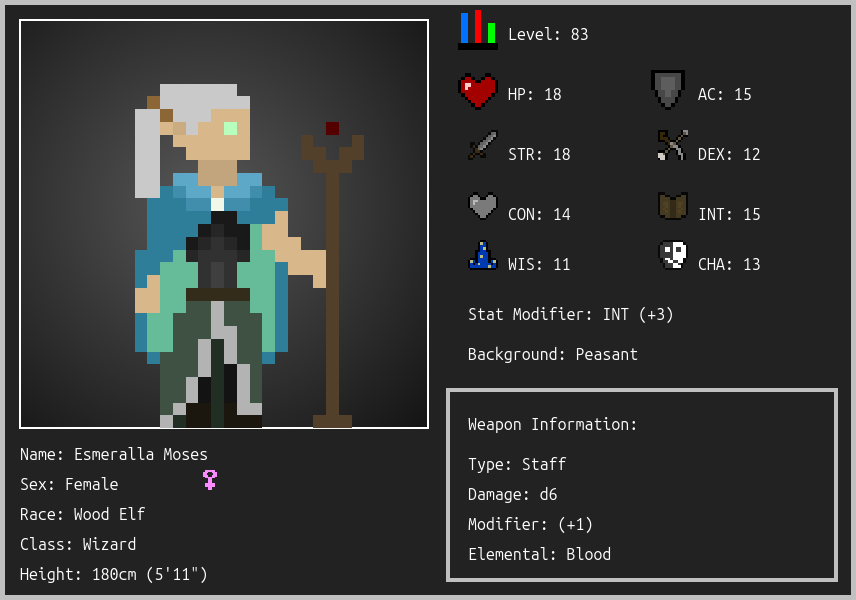 Level: 83
HP: 18
AC: 15
STR: 18
DEX: 12
CON: 14
INT: 15
WIS: 11
CHA: 13
Stat Modifier: INT (+3)
Background: Peasant
Weapon Information:
Type: Staff
Damage: d6
Modifier: (+1)
Elemental: Blood
Name: Esmeralla Moses
Sex: Female
Race: Wood Elf
Class: Wizard
Height: 180cm (5'11")